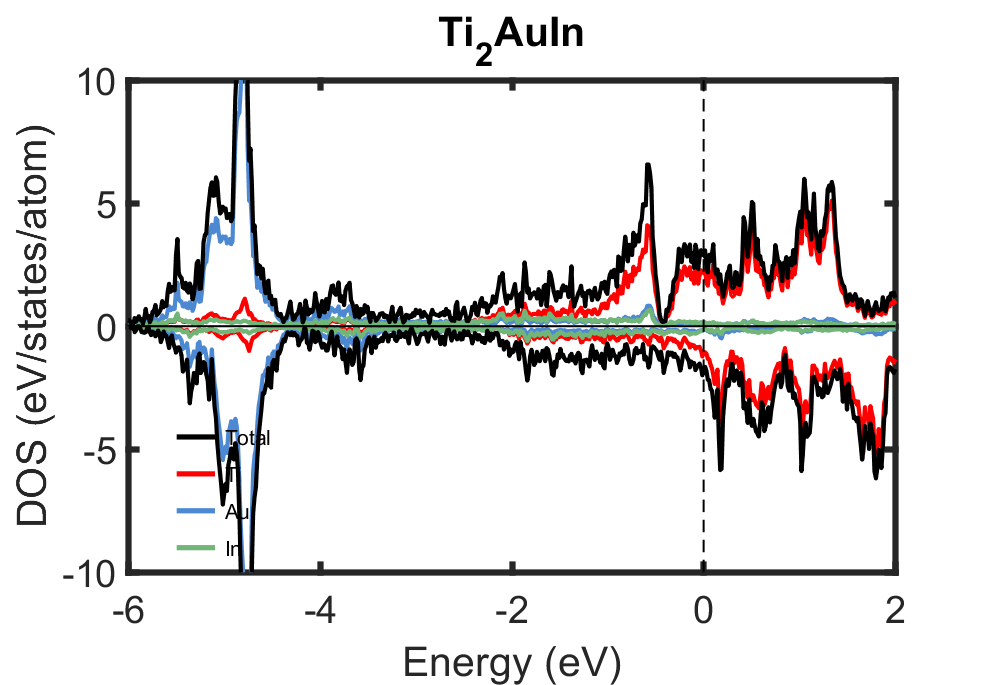 Ti2AuIn
10
5
0
-5
-10
DOS (eV/states/atom)
Total
Ti
Au
In
-6 -4 -2 0 2
Energy (eV)